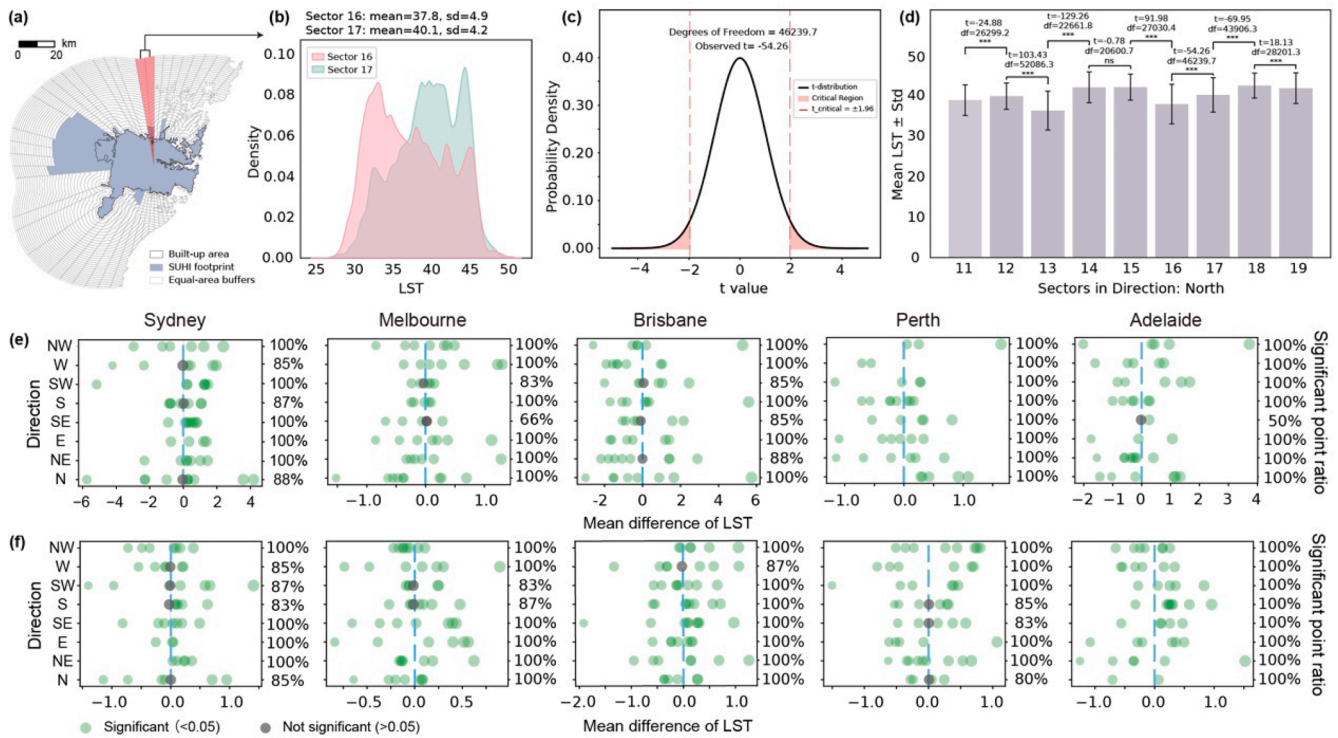 (a)
0 20
10 30 km
Built-up area
SUHI footprint
Equal-area buffers
(b) Sector 16: mean=37.8, sd=4.9
Sector 17: mean=40.1, sd=4.2
Sector 16
Sector 17
Density
0.10
0.08
0.06
0.04
0.02
0.00
25 30 35 40 45 50
LST
(c)
Degrees of Freedom = 46239.7
Observed t= -54.26
t-distribution
Critical Region
t_critical = ±1.96
Probability Density
0.40
0.30
0.20
0.10
0.00
−4 −2 0 2 4
t value
(d)
t=-24.88
df=26299.2
***
t=103.43
df=52086.3
***
t=-129.26
df=22661.8
***
t=-0.78
df=20600.7
ns
t=91.98
df=27030.4
***
t=-54.26
df=46239.7
***
t=-69.95
df=43906.3
***
t=18.13
df=28201.3
***
Mean LST ± Std
50
40
30
20
10
0
11 12 13 14 15 16 17 18 19
Sectors in Direction: North
Sydney Melbourne Brisbane Perth Adelaide
(e)
Direction
NW 100% 100% 100% 100% 100%
W 85% 100% 100% 100% 100%
SW 100% 83% 85% 100% 100%
S 87% 100% 100% 100% 100%
SE 100% 66% 85% 100% 50%
E 100% 100% 100% 100% 100%
NE 100% 100% 88% 100% 100%
N 88% 100% 100% 100% 100%
Significant point ratio
−6 −4 −2 0 2 4 −1.0 0.0 1.0 −2 0 2 4 6 −1.0 0.0 1.0 −2 −1 0 1 2 3 4
Mean difference of LST
(f)
Direction
NW 100% 100% 100% 100% 100%
W 85% 100% 87% 100% 100%
SW 87% 83% 100% 100% 100%
S 83% 87% 100% 85% 100%
SE 100% 100% 100% 83% 100%
E 100% 100% 100% 100% 100%
NE 100% 100% 100% 100% 100%
N 85% 100% 100% 80% 100%
Significant point ratio
−1.0 0.0 1.0 −0.5 0.0 0.5 −2.0 −1.0 0.0 1.0 −1.0 0.0 1.0 −1.0 0.0 1.0
Mean difference of LST
Significant (<0.05) Not significant (>0.05)